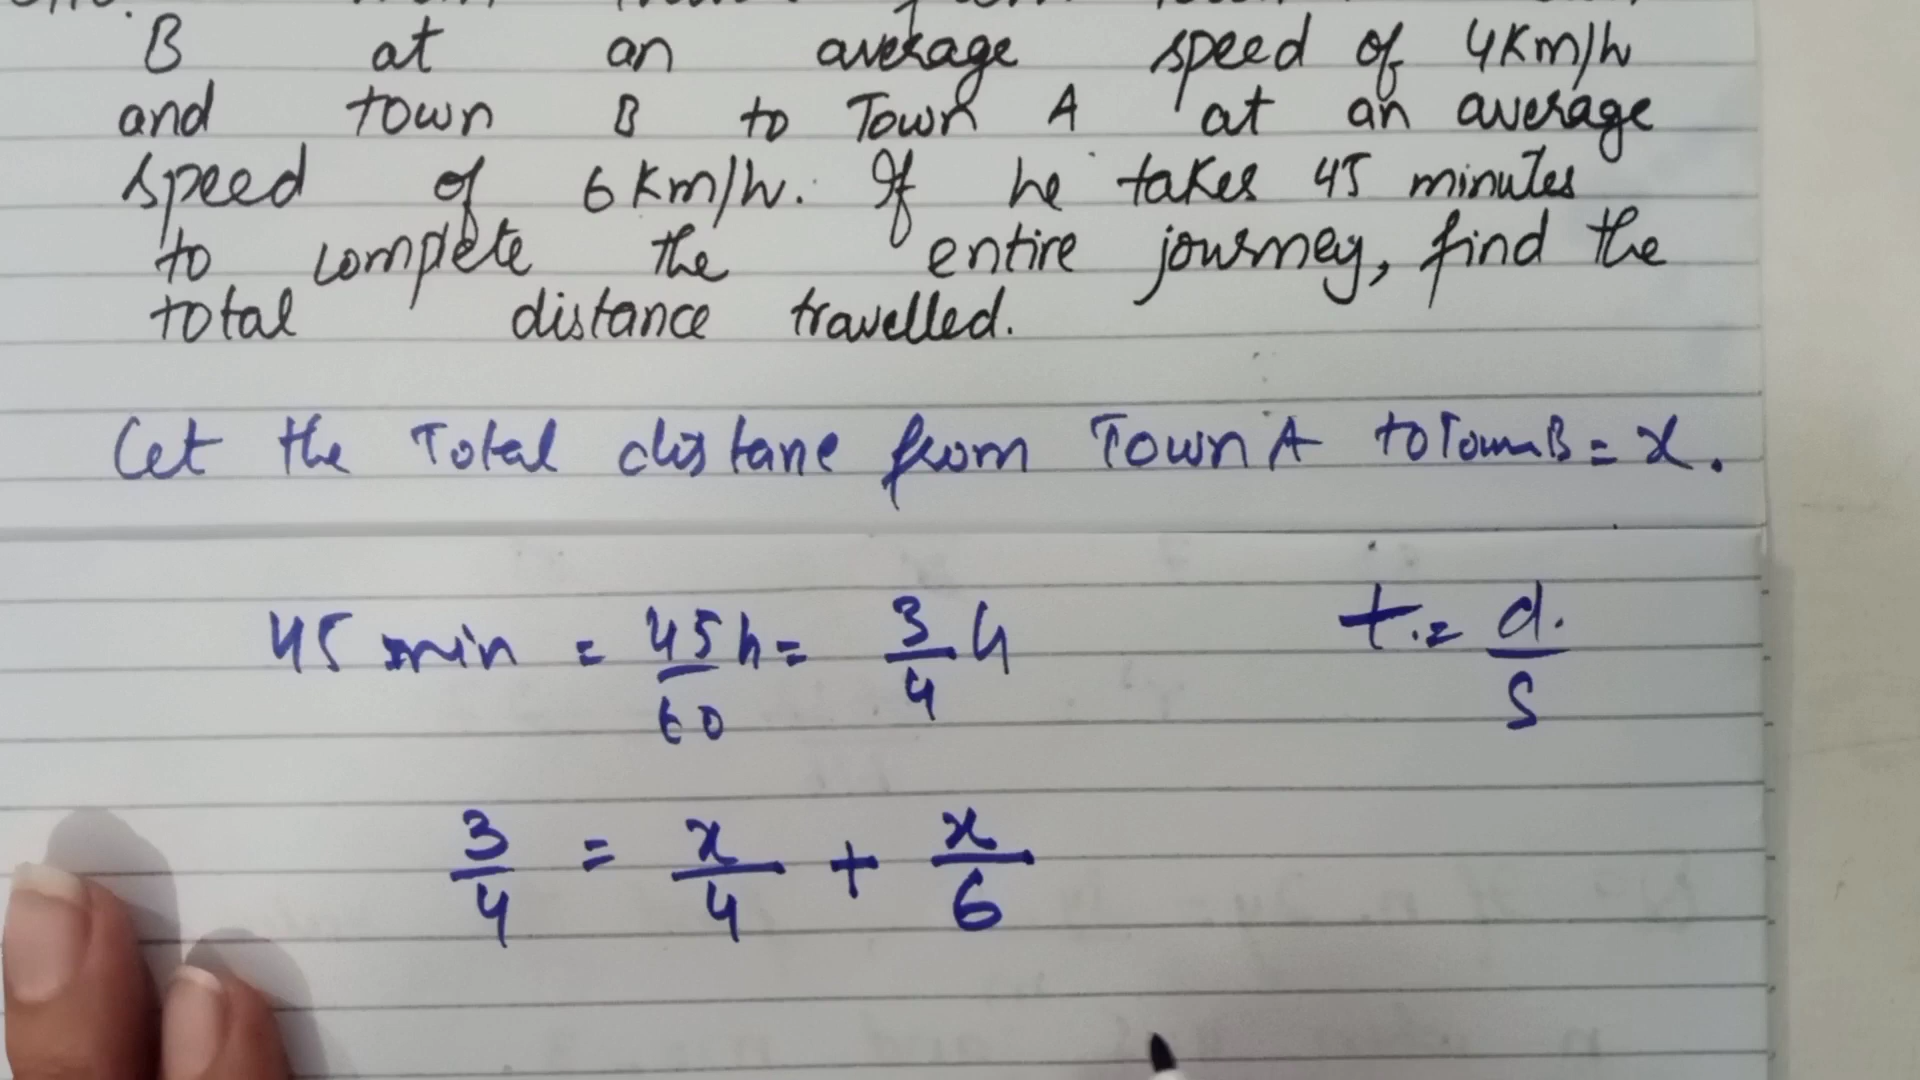 B at an average speed of 4Km/h
and town B to Town A at an average
speed of 6 Km/h. If he takes 45 minutes
to complete the entire journey, find the
total distance travelled.
Let the Total distane from Town A to Town B = x.
45 min = 45/60 h = 3/4 h
t = d/s
3/4 = x/4 + x/6